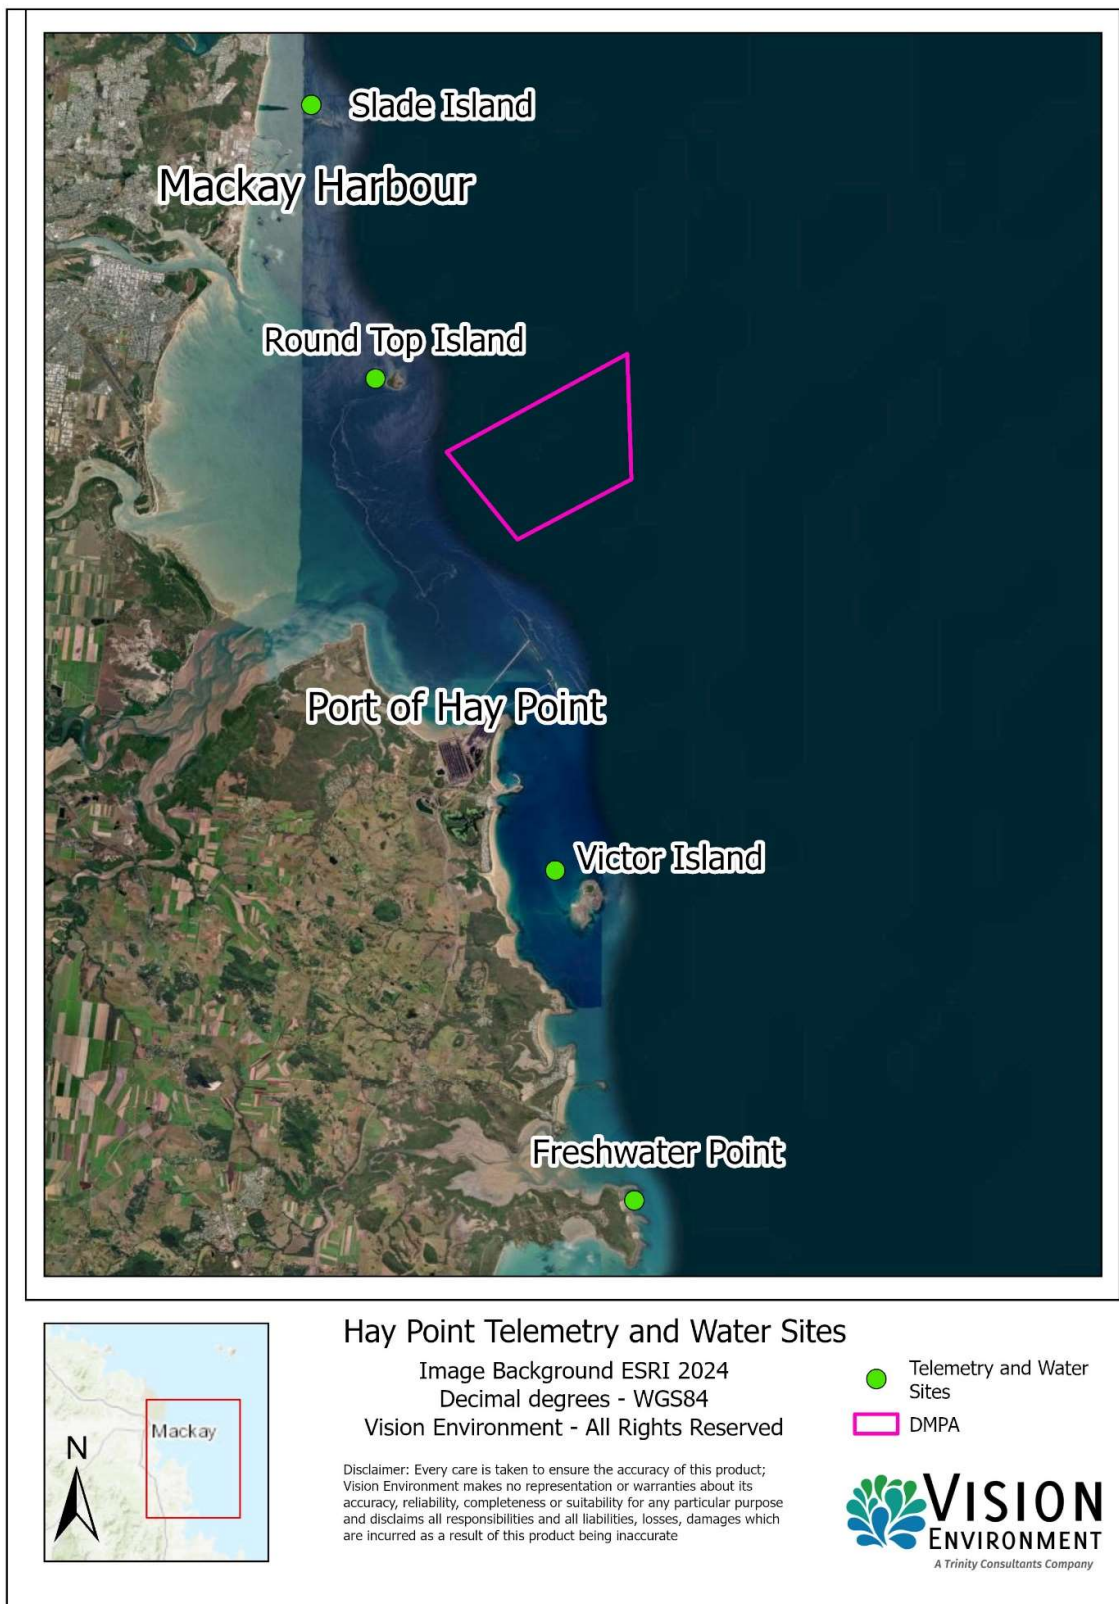 Slade Island
Mackay Harbour
Round Top Island
Port of Hay Point
Victor Island
Freshwater Point
Mackay
N
Hay Point Telemetry and Water Sites
Image Background ESRI 2024
Decimal degrees - WGS84
Vision Environment - All Rights Reserved
Disclaimer: Every care is taken to ensure the accuracy of this product;
Vision Environment makes no representation or warranties about its
accuracy, reliability, completeness or suitability for any particular purpose
and disclaims all responsibilities and all liabilities, losses, damages which
are incurred as a result of this product being inaccurate
Telemetry and Water
Sites
DMPA
VISION
ENVIRONMENT
A Trinity Consultants Company